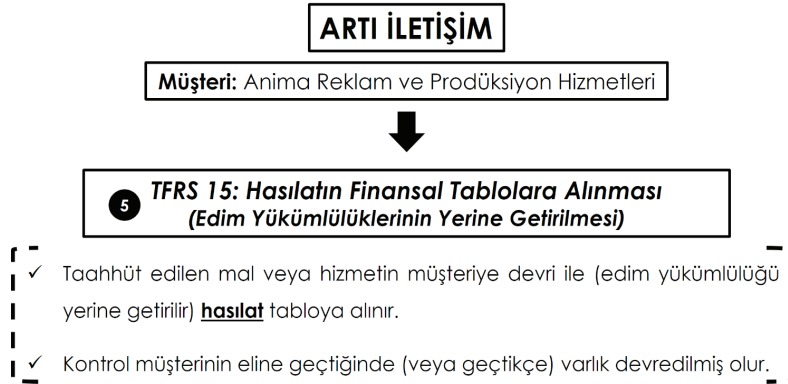 ARTI İLETİŞİM
Müşteri: Anima Reklam ve Prodüksiyon Hizmetleri
5 TFRS 15: Hasılatın Finansal Tablolara Alınması
(Edim Yükümlülüklerinin Yerine Getirilmesi)
✓ Taahhüt edilen mal veya hizmetin müşteriye devri ile (edim yükümlülüğü
yerine getirilir) hasılat tabloya alınır.
✓ Kontrol müşterinin eline geçtiğinde (veya geçtikçe) varlık devredilmiş olur.